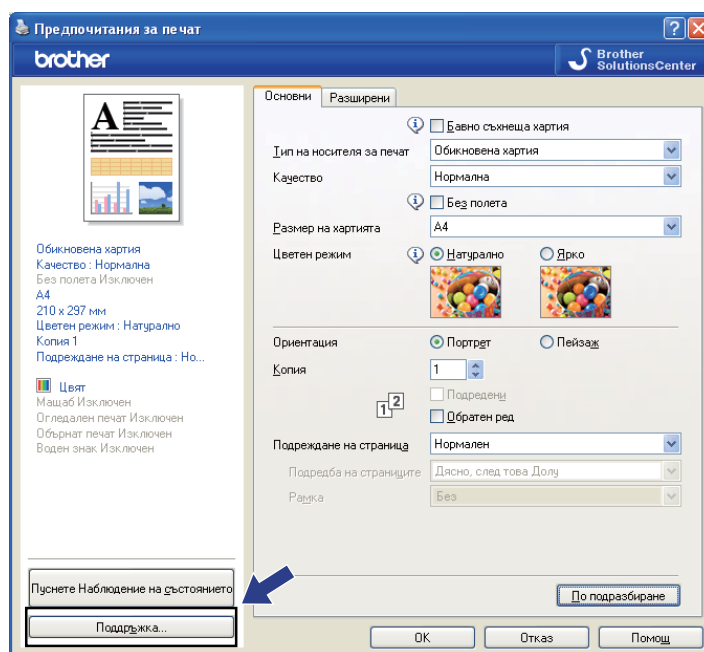 Предпочитания за печат
brother
Brother
SolutionsCenter
A
Обикновена хартия
Качество : Нормална
Без полета Изключен
A4
210 x 297 мм
Цветен режим : Натурално
Копия 1
Подреждане на страница : Но...
Цвят
Мащаб Изключен
Огледален печат Изключен
Обърнат печат Изключен
Воден знак Изключен
Пуснете Наблюдение на състоянието
Поддръжка...
Основни Разширени
Бавно съхнеща хартия
Тип на носителя за печат Обикновена хартия
Качество Нормална
Без полета
Размер на хартията A4
Цветен режим Натурално Ярко
Ориентация Портрет Пейзаж
Копия 1
1 2 Подредени
Обратен ред
Подреждане на страница Нормален
Подредба на страниците Дясно, след това Долу
Рамка Без
По подразбиране
OK Отказ Помощ